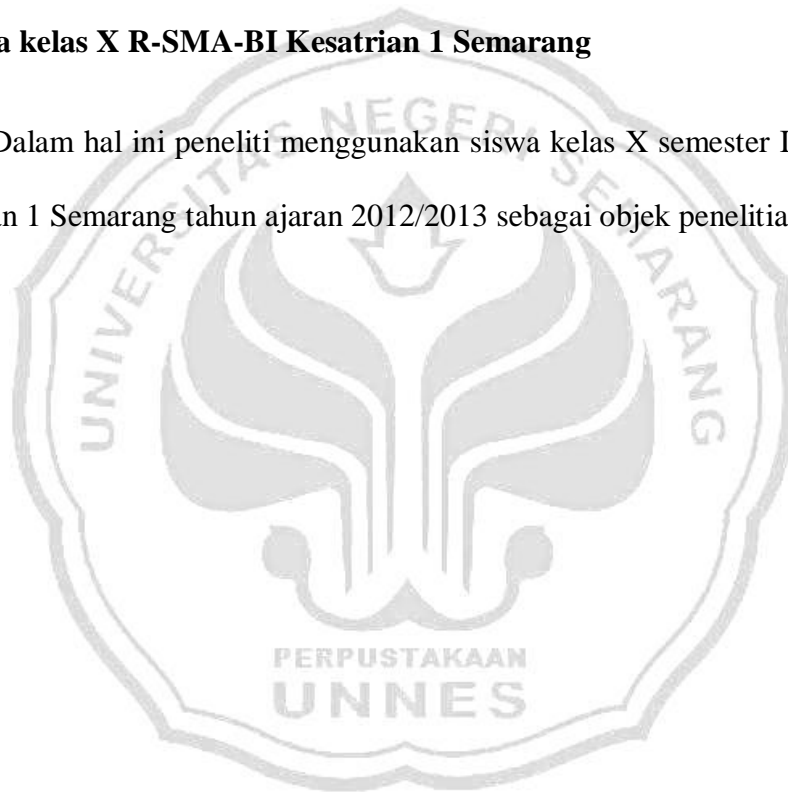 a kelas X R-SMA-BI Kesatrian 1 Semarang
Dalam hal ini peneliti menggunakan siswa kelas X semester
n 1 Semarang tahun ajaran 2012/2013 sebagai objek penelitia
UNIVERSITAS NEGERI SEMARANG
PERPUSTAKAAN
UNNES